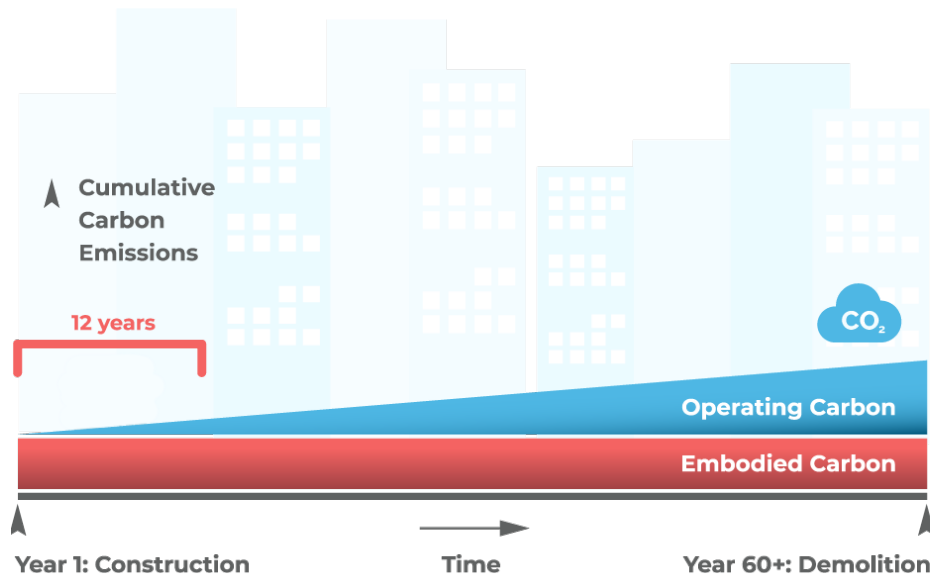 Cumulative
Carbon
Emissions
12 years
CO₂
Operating Carbon
Embodied Carbon
Year 1: Construction
Time
Year 60+: Demolition